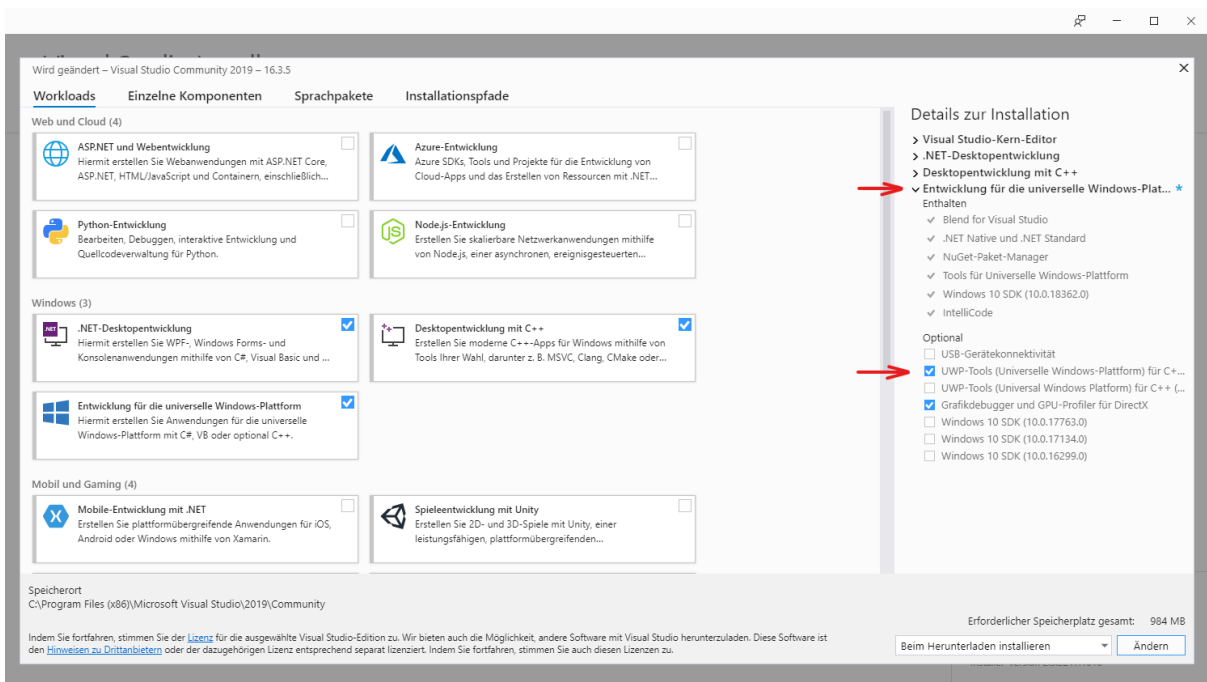 Wird geändert – Visual Studio Community 2019 – 16.3.5
Workloads Einzelne Komponenten Sprachpakete Installationspfade
Web und Cloud (4)
ASP.NET und Webentwicklung
Hiermit erstellen Sie Webanwendungen mit ASP.NET Core,
ASP.NET, HTML/JavaScript und Containern, einschließlich...
Azure-Entwicklung
Azure SDKs, Tools und Projekte für die Entwicklung von
Cloud-Apps und das Erstellen von Ressourcen mit .NET...
Python-Entwicklung
Bearbeiten, Debuggen, interaktive Entwicklung und
Quellcodeverwaltung für Python.
Node.js-Entwicklung
Erstellen Sie skalierbare Netzwerkanwendungen mithilfe
von Node.js, einer asynchronen, ereignisgesteuerten...
Windows (3)
.NET-Desktopentwicklung
Hiermit erstellen Sie WPF-, Windows Forms- und
Konsolenanwendungen mithilfe von C#, Visual Basic und ...
Desktopentwicklung mit C++
Erstellen Sie moderne C++-Apps für Windows mithilfe von
Tools Ihrer Wahl, darunter z. B. MSVC, Clang, CMake oder...
Entwicklung für die universelle Windows-Plattform
Hiermit erstellen Sie Anwendungen für die universelle
Windows-Plattform mit C#, VB oder optional C++.
Mobil und Gaming (4)
Mobile-Entwicklung mit .NET
Erstellen Sie plattformübergreifende Anwendungen für iOS,
Android oder Windows mithilfe von Xamarin.
Spieleentwicklung mit Unity
Erstellen Sie 2D- und 3D-Spiele mit Unity, einer
leistungsfähigen, plattformübergreifenden...
Details zur Installation
Visual Studio-Kern-Editor
.NET-Desktopentwicklung
Desktopentwicklung mit C++
Entwicklung für die universelle Windows-Plat... *
Enthalten
Blend for Visual Studio
.NET Native und .NET Standard
NuGet-Paket-Manager
Tools für Universelle Windows-Plattform
Windows 10 SDK (10.0.18362.0)
IntelliCode
Optional
USB-Gerätekonnektivität
UWP-Tools (Universelle Windows-Plattform) für C+...
UWP-Tools (Universal Windows Platform) für C++ (...
Grafikdebugger und GPU-Profiler für DirectX
Windows 10 SDK (10.0.17763.0)
Windows 10 SDK (10.0.17134.0)
Windows 10 SDK (10.0.16299.0)
Speicherort
C:\Program Files (x86)\Microsoft Visual Studio\2019\Community
Erforderlicher Speicherplatz gesamt: 984 MB
Indem Sie fortfahren, stimmen Sie der Lizenz für die ausgewählte Visual Studio-Edition zu. Wir bieten auch die Möglichkeit, andere Software mit Visual Studio herunterzuladen. Diese Software ist
den Hinweisen zu Drittanbietern oder der dazugehörigen Lizenz entsprechend separat lizenziert. Indem Sie fortfahren, stimmen Sie auch diesen Lizenzen zu.
Beim Herunterladen installieren Ändern